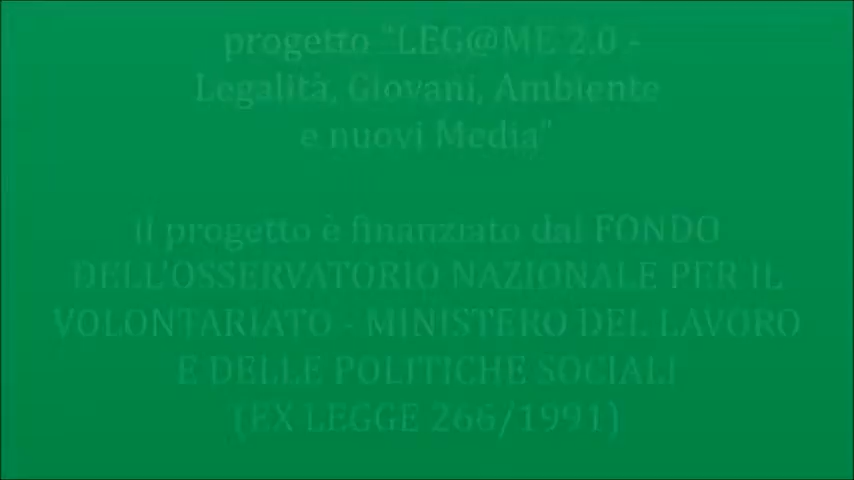 progetto "LEG@ME 2.0 -
Legalità, Giovani, Ambiente
e nuovi Media"
il progetto è finanziato dal FONDO
DELL'OSSERVATORIO NAZIONALE PER IL
VOLONTARIATO - MINISTERO DEL LAVORO
E DELLE POLITICHE SOCIALI
(EX LEGGE 266/1991)